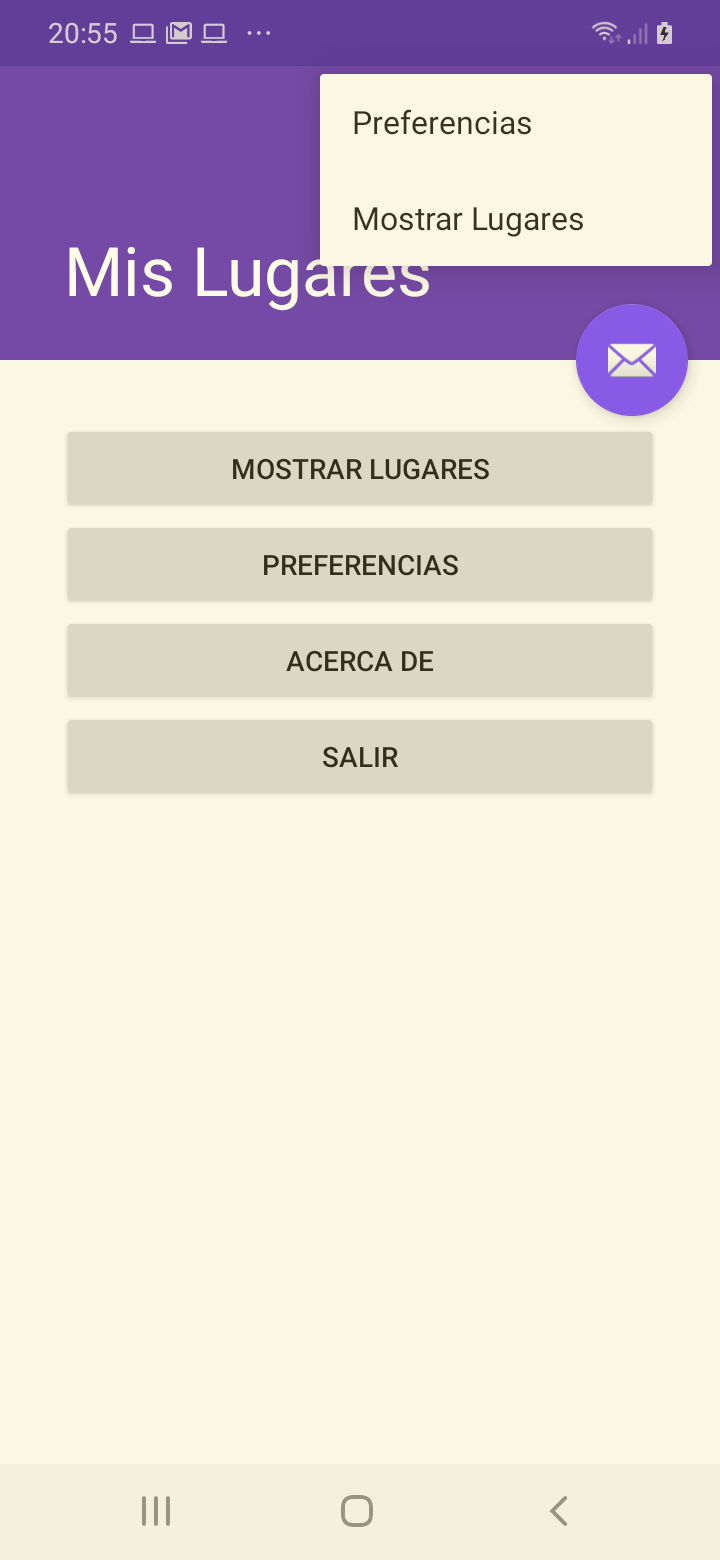 20:55
Preferencias
Mostrar Lugares
Mis Lugares
MOSTRAR LUGARES
PREFERENCIAS
ACERCA DE
SALIR